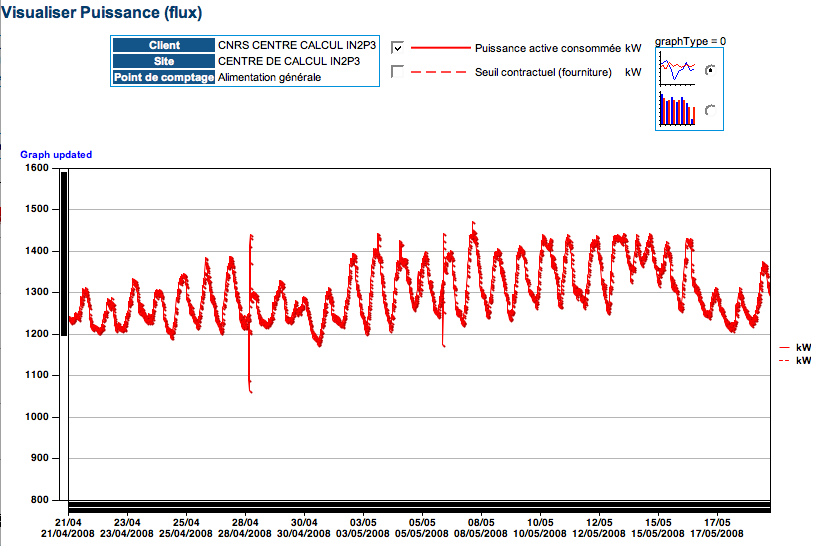 Visualiser Puissance (flux)
Client CNRS CENTRE CALCUL IN2P3
Site CENTRE DE CALCUL IN2P3
Point de comptage Alimentation générale
Puissance active consommée kW
Seuil contractuel (fourniture) kW
graphType = 0
Graph updated
1600
1500
1400
1300
1200
1100
1000
900
800
kW
kW
21/04 23/04 25/04 28/04 30/04 03/05 05/05 08/05 10/05 12/05 15/05 17/05
21/04/2008 23/04/2008 25/04/2008 28/04/2008 30/04/2008 03/05/2008 05/05/2008 08/05/2008 10/05/2008 12/05/2008 15/05/2008 17/05/2008